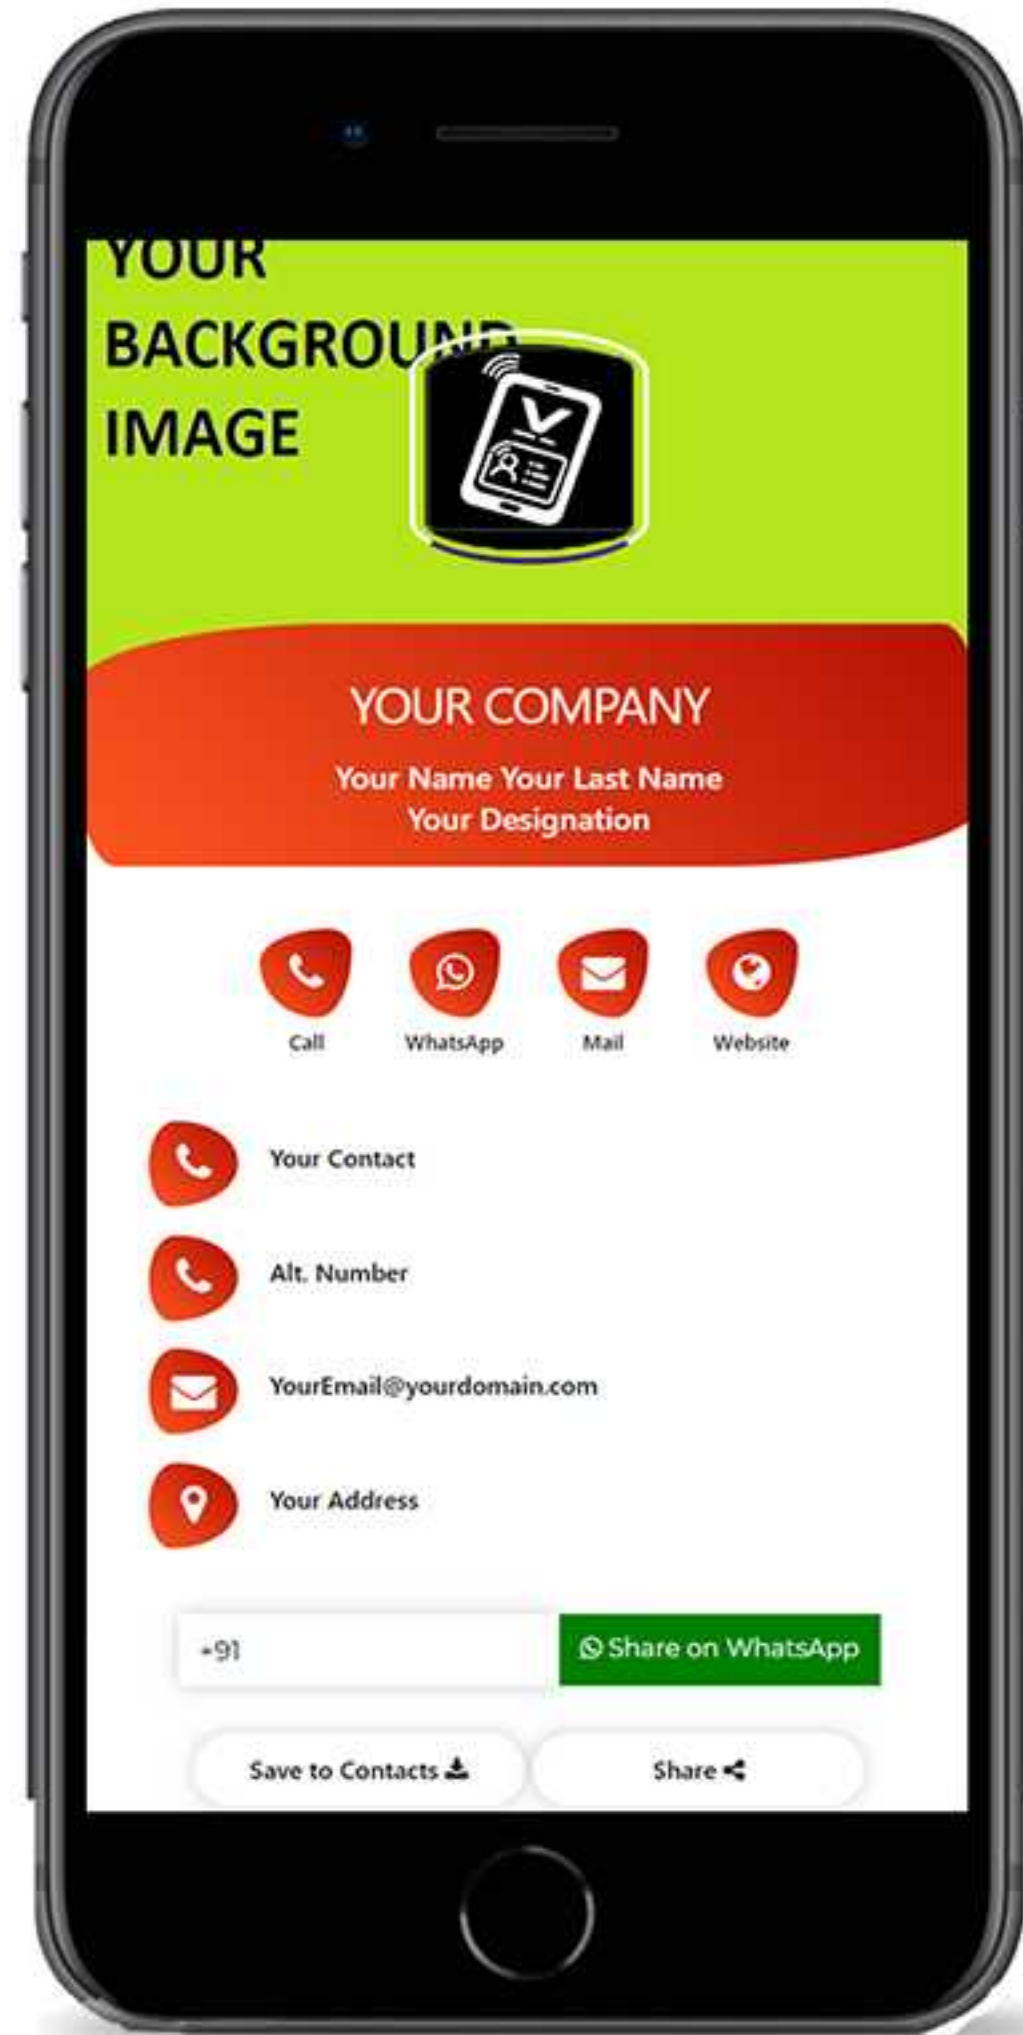 YOUR
BACKGROUND
IMAGE
YOUR COMPANY
Your Name Your Last Name
Your Designation
Call WhatsApp Mail Website
Your Contact
Alt. Number
YourEmail@yourdomain.com
Your Address
+91 Share on WhatsApp
Save to Contacts Share